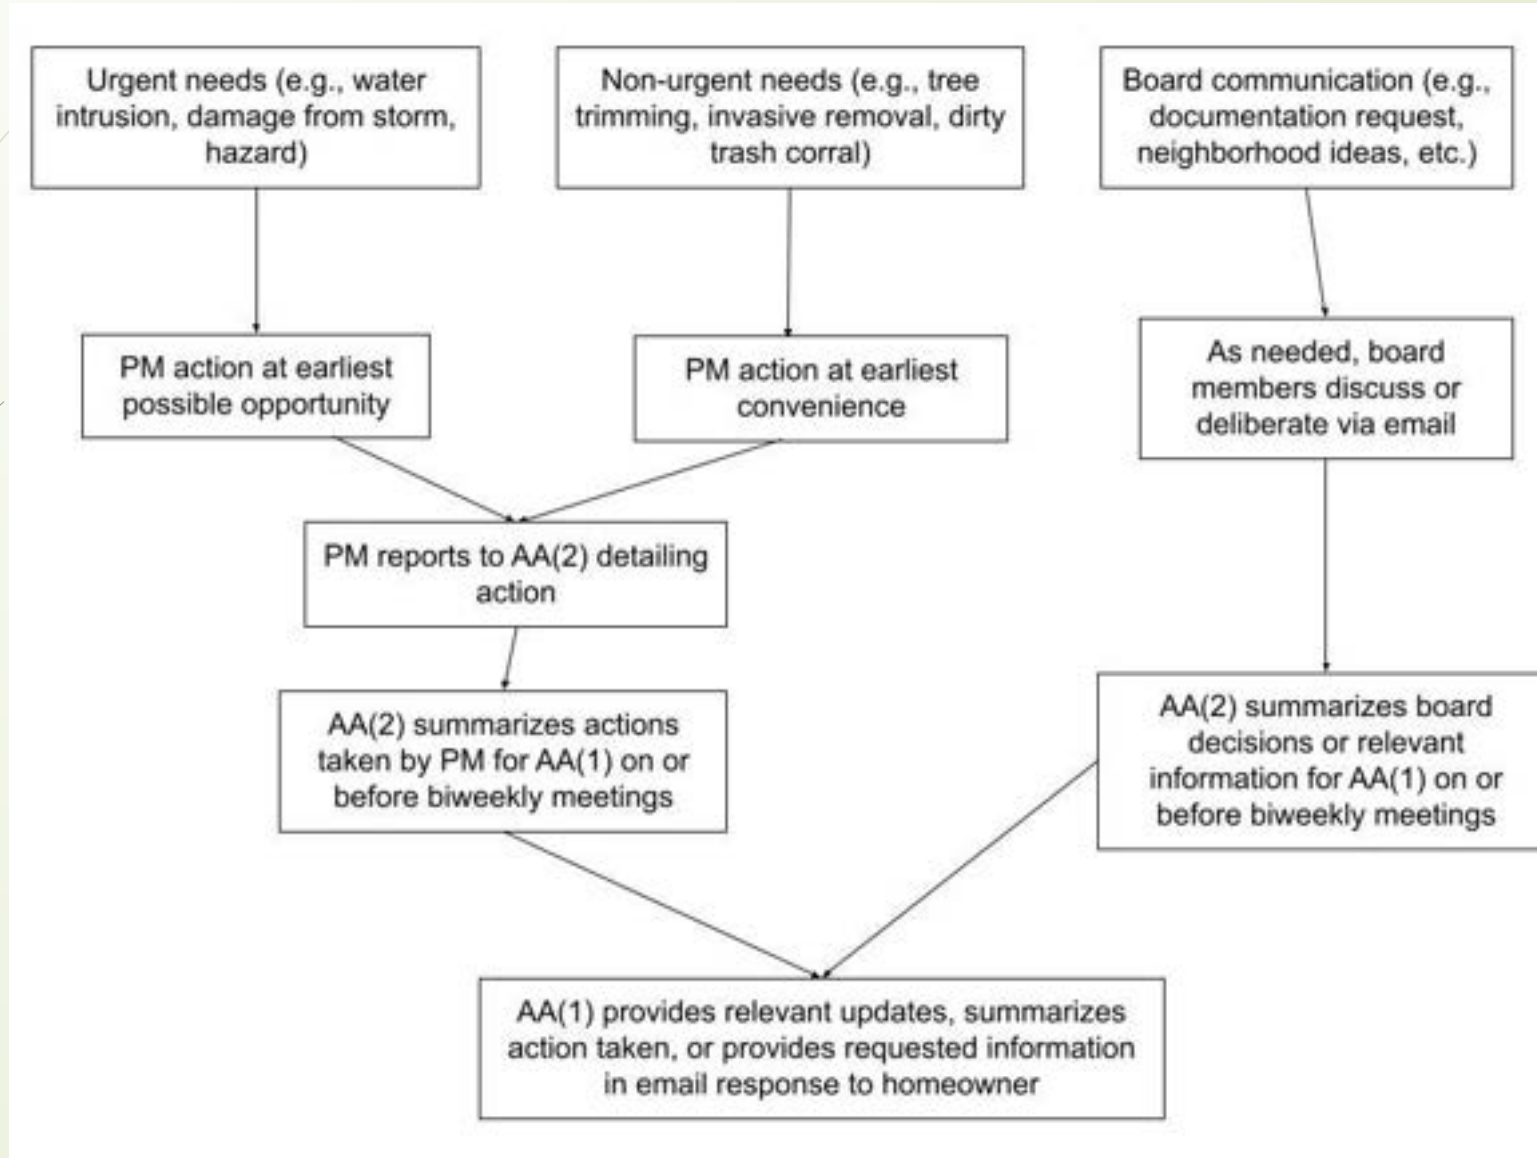 Urgent needs (e.g., water
intrusion, damage from storm,
hazard)
Non-urgent needs (e.g., tree
trimming, invasive removal, dirty
trash corral)
Board communication (e.g.,
documentation request,
neighborhood ideas, etc.)
PM action at earliest
possible opportunity
PM action at earliest
convenience
As needed, board
members discuss or
deliberate via email
PM reports to AA(2) detailing
action
AA(2) summarizes actions
taken by PM for AA(1) on or
before biweekly meetings
AA(2) summarizes board
decisions or relevant
information for AA(1) on or
before biweekly meetings
AA(1) provides relevant updates, summarizes
action taken, or provides requested information
in email response to homeowner